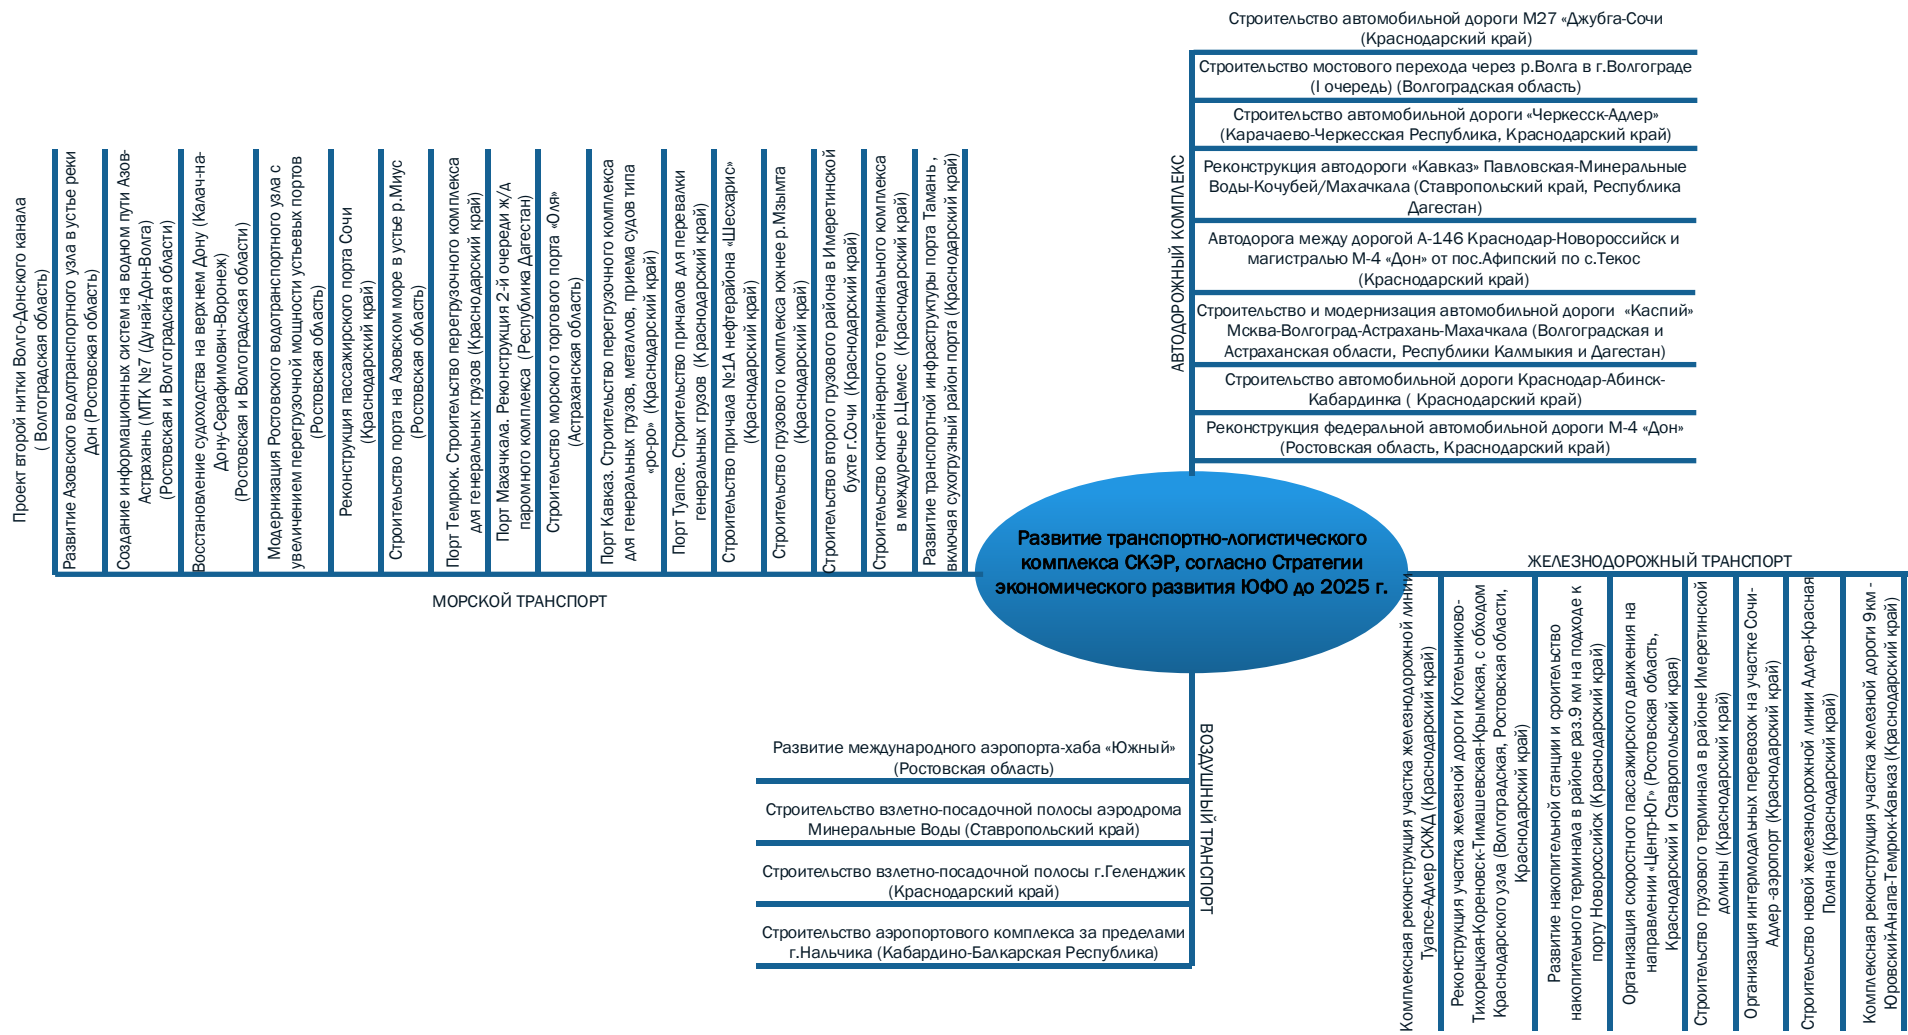 Строительство автомобильной дороги М27 «Джубга-Сочи
(Краснодарский край)
Строительство мостового перехода через р.Волга в г.Волгограде
(I очередь) (Волгоградская область)
Строительство автомобильной дороги «Черкесск-Адлер»
(Карачаево-Черкесская Республика, Краснодарский край)
Реконструкция автодороги «Кавказ» Павловская-Минеральные
Воды-Кочубей/Махачкала (Ставропольский край, Республика
Дагестан)
Автодорога между дорогой А-146 Краснодар-Новороссийск и
магистралью М-4 «Дон» от пос.Афипский по с.Текос
(Краснодарский край)
Строительство и модернизация автомобильной дороги «Каспий»
Мсква-Волгоград-Астрахань-Махачкала (Волгоградская и
Астраханская области, Республики Калмыкия и Дагестан)
Строительство автомобильной дороги Краснодар-Абинск-
Кабардинка ( Краснодарский край)
Реконструкция федеральной автомобильной дороги М-4 «Дон»
(Ростовская область, Краснодарский край)
АВТОДОРОЖНЫЙ КОМПЛЕКС
Проект второй нитки Волго-Донского канала
( Волгоградская область)
Развитие Азовского водотранспортного узла в устье реки
Дон (Ростовская область)
Создание информационных систем на водном пути Азов-
Астрахань (МТК №7 (Дунай-Дон-Волга)
(Ростовская и Волгоградская области)
Восстановление судоходства на верхнем Дону (Калач-на-
Дону-Серафимович-Воронеж)
(Ростовская и Волгоградская области)
Модернизация Ростовского водотранспортного узла с
увеличением перегрузочной мощности устьевых портов
(Ростовская область)
Реконструкция пассажирского порта Сочи
(Краснодарский край)
Строительство порта на Азовском море в устье р.Миус
(Ростовская область)
Порт Темрюк. Строительство перегрузочного комплекса
для генеральных грузов (Краснодарский край)
Порт Махачкала. Реконструкция 2-й очереди ж/д
паромного комплекса (Республика Дагестан)
Строительство морского торгового порта «Оля»
(Астраханская область)
Порт Кавказ. Строительство перегрузочного комплекса
для генеральных грузов, металлов, приема судов типа
«ро-ро» (Краснодарский край)
Порт Туапсе. Строительство причалов для перевалки
генеральных грузов (Краснодарский край)
Строительство причала №1А нефтерайона «Шесхарис»
(Краснодарский край)
Строительство грузового комплекса южнее р.Мзымта
(Краснодарский край)
Строительство второго грузового района в Имеретинской
бухте г.Сочи (Краснодарский край)
Строительство контейнерного терминального комплекса
в междуречье р.Цемес (Краснодарский край)
Развитие транспортной инфраструктуры порта Тамань ,
включая сухогрузный район порта (Краснодарский край)
МОРСКОЙ ТРАНСПОРТ
Развитие транспортно-логистического
комплекса СКЭР, согласно Стратегии
экономического развития ЮФО до 2025 г.
ЖЕЛЕЗНОДОРОЖНЫЙ ТРАНСПОРТ
Комплексная реконструкция участка железнодорожной линии
Туапсе-Адлер СКЖД (Краснодарский край)
Реконструкция участка железной дороги Котельниково-
Тихорецкая-Кореновск-Тимашевская-Крымская, с обходом
Краснодарского узла (Волгоградская, Ростовская области,
Краснодарский край)
Развитие накопительной станции и сроительство
накопительного терминала в районе раз.9 км на подходе к
порту Новороссийск (Краснодарский край)
Организация скоростного пассажирского движения на
направлении «Центр-Юг» (Ростовская область,
Краснодарский и Ставропольский края)
Строительство грузового терминала в районе Имеретинской
долины (Краснодарский край)
Организация интермодальных перевозок на участке Сочи-
Адлер -аэропорт (Краснодарский край)
Строительство новой железнодорожной линии Адлер-Красная
Поляна (Краснодарский край)
Комплексная реконструкция участка железной дороги 9 км -
Юровский-Анапа-Темрюк-Кавказ (Краснодарский край)
ВОЗДУШНЫЙ ТРАНСПОРТ
Развитие международного аэропорта-хаба «Южный»
(Ростовская область)
Строительство взлетно-посадочной полосы аэродрома
Минеральные Воды (Ставропольский край)
Строительство взлетно-посадочной полосы г.Геленджик
(Краснодарский край)
Строительство аэропортового комплекса за пределами
г.Нальчика (Кабардино-Балкарская Республика)